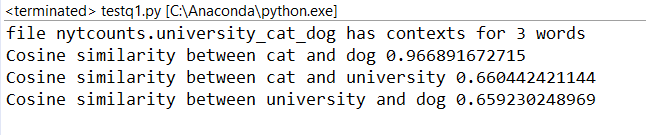 <terminated> testq1.py [C:\Anaconda\python.exe]
file nytcounts.university_cat_dog has contexts for 3 words
Cosine similarity between cat and dog 0.966891672715
Cosine similarity between cat and university 0.660442421144
Cosine similarity between university and dog 0.659230248969